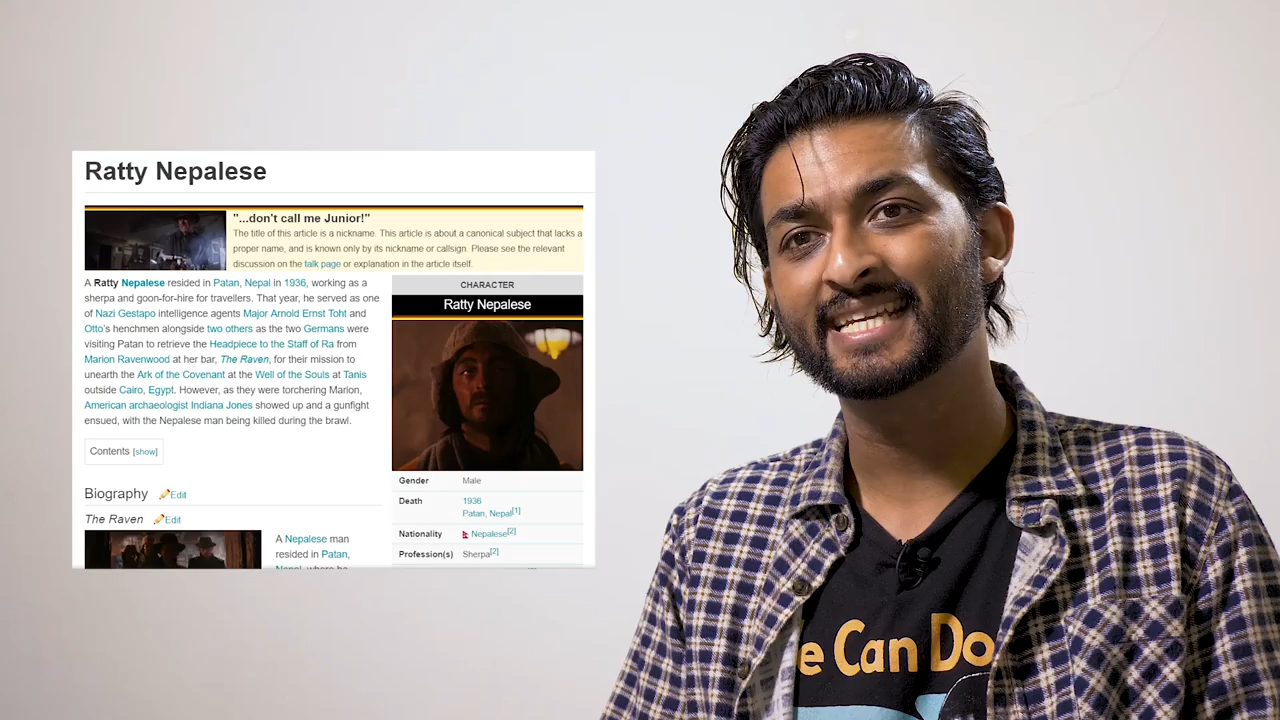 Ratty Nepalese
"...don't call me Junior!"
The title of this article is a nickname. This article is about a canonical subject that lacks a
proper name, and is known only by its nickname or callsign. Please see the relevant
discussion on the talk page or explanation in the article itself.
A Ratty Nepalese resided in Patan, Nepal in 1936, working as a
sherpa and goon-for-hire for travellers. That year, he served as one
of Nazi Gestapo intelligence agents Major Arnold Ernst Toht and
Otto's henchmen alongside two others as the two Germans were
visiting Patan to retrieve the Headpiece to the Staff of Ra from
Marion Ravenwood at her bar, The Raven, for their mission to
unearth the Ark of the Covenant at the Well of the Souls at Tanis
outside Cairo, Egypt. However, as they were torchering Marion,
American archaeologist Indiana Jones showed up and a gunfight
ensued, with the Nepalese man being killed during the brawl.
Contents [show]
Biography Edit
The Raven Edit
A Nepalese man
resided in Patan,
Nepal, where he
CHARACTER
Ratty Nepalese
Gender Male
Death 1936
Patan, Nepal[1]
Nationality Nepalese[2]
Profession(s) Sherpa[2]
e Can Do